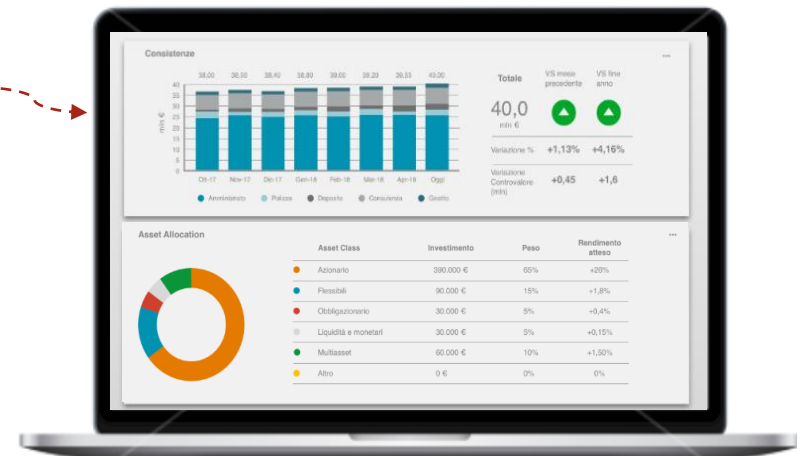 Consistenze
...
38,00 36,50 38,40 38,80 39,00 39,20 39,55 40,00
40
35
30
25
20
15
10
5
0
mln €
Ott-17 Nov-17 Dic-17 Gen-18 Feb-18 Mar-18 Apr-18 Oggi
Amministrato Polizze Deposito Consulenza Gestito
Totale VS mese precedente VS fine anno
40,0
mln €
Variazione % +1,13% +4,16%
Variazione
Controvalore +0,45 +1,6
(mln)
Asset Allocation
...
Asset Class Investimento Peso Rendimento atteso
Azionario 390.000 € 65% +20%
Flessibili 90.000 € 15% +1,8%
Obbligazionario 30.000 € 5% +0,4%
Liquidità e monetari 30.000 € 5% +0,15%
Multiasset 60.000 € 10% +1,50%
Altro 0 € 0% 0%